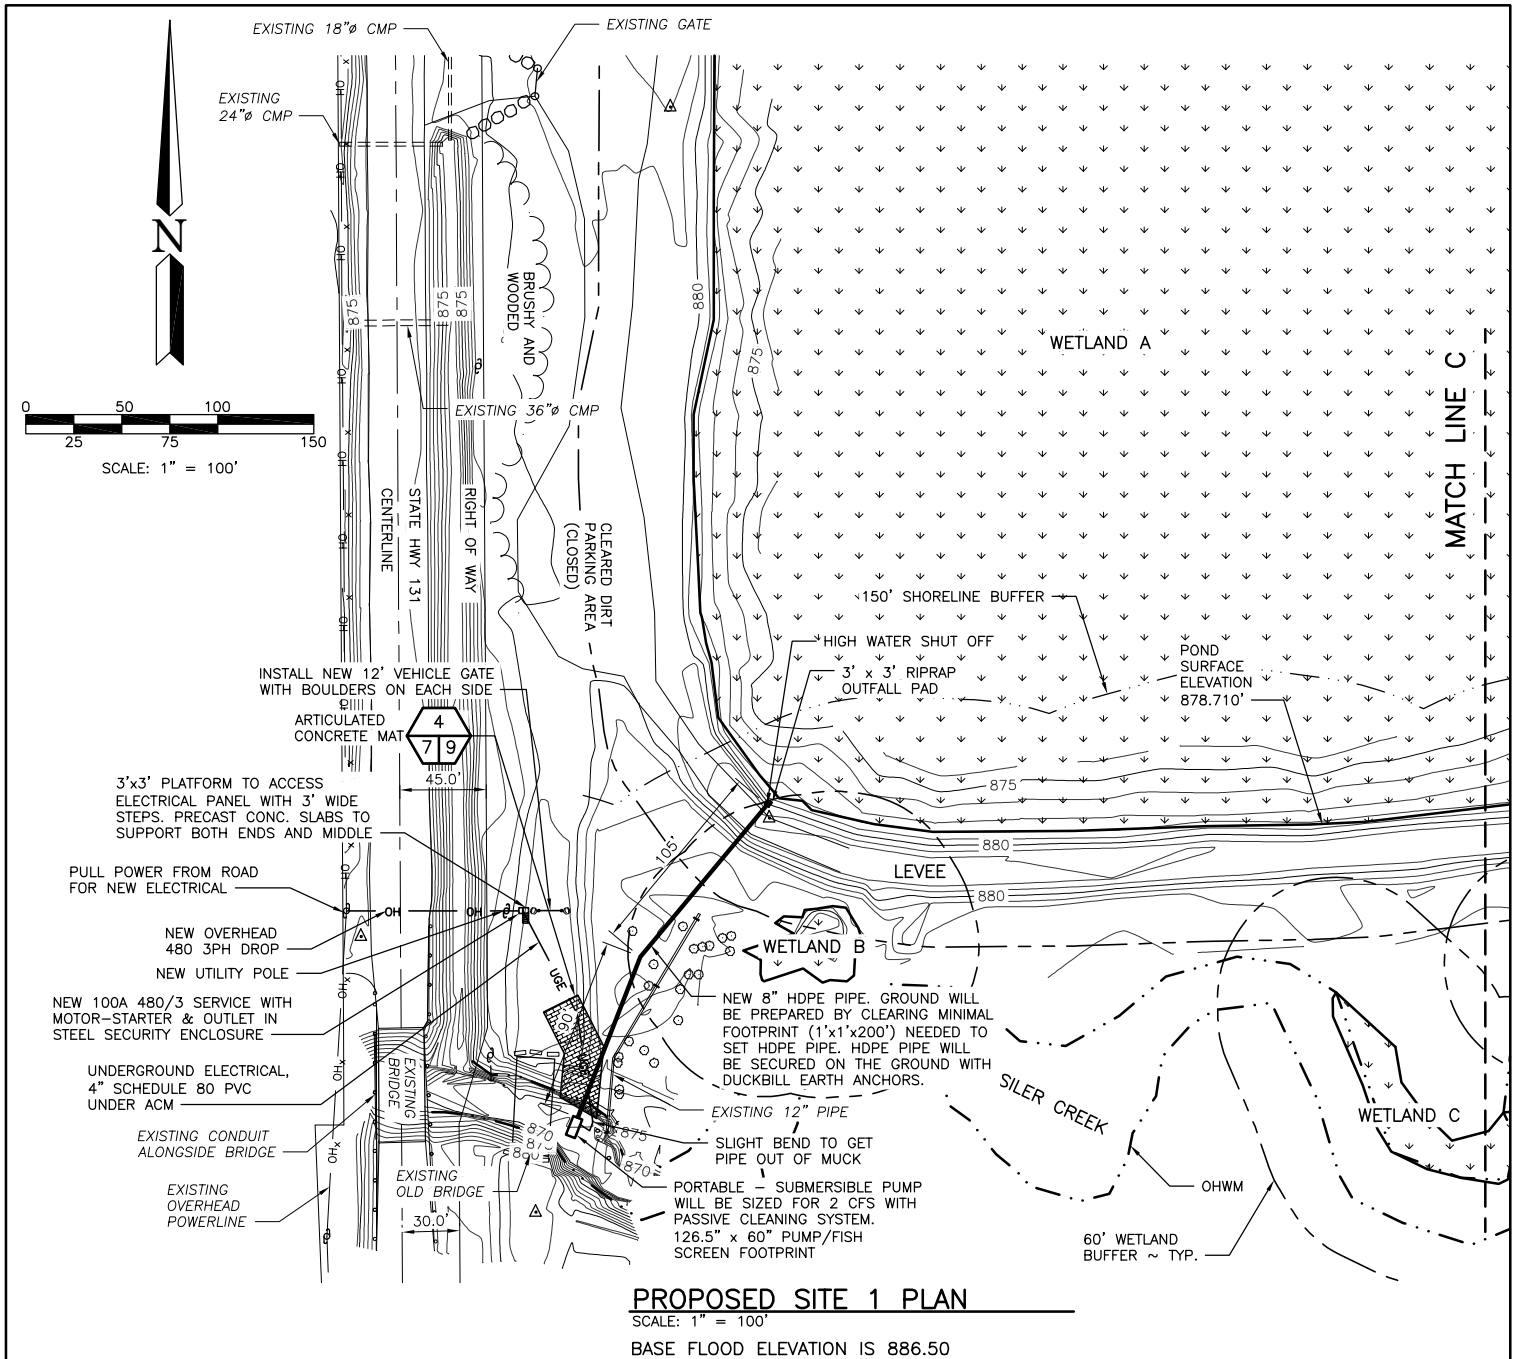 EXISTING 18"ø CMP
EXISTING GATE
EXISTING
24"ø CMP
OH
OH
OH
OH
OH
OH
OH
OH
N
875
875
875
880
875
BRUSHY AND
WOODED
WETLAND A
MATCH LINE C
EXISTING 36"ø CMP
0 50 100
25 75 150
SCALE: 1" = 100'
CENTERLINE
STATE HWY 131
RIGHT OF WAY
CLEARED DIRT
PARKING AREA
(CLOSED)
150' SHORELINE BUFFER
HIGH WATER SHUT OFF
3' x 3' RIPRAP
OUTFALL PAD
POND
SURFACE
ELEVATION
878.710'
INSTALL NEW 12' VEHICLE GATE
WITH BOULDERS ON EACH SIDE
ARTICULATED
CONCRETE MAT
4
7 9
45.0'
875
3'x3' PLATFORM TO ACCESS
ELECTRICAL PANEL WITH 3' WIDE
STEPS. PRECAST CONC. SLABS TO
SUPPORT BOTH ENDS AND MIDDLE
105'
880
LEVEE
880
PULL POWER FROM ROAD
FOR NEW ELECTRICAL
OH
OH
OH
NEW OVERHEAD
480 3PH DROP
NEW UTILITY POLE
WETLAND B
UGE
OH
NEW 100A 480/3 SERVICE WITH
MOTOR-STARTER & OUTLET IN
STEEL SECURITY ENCLOSURE
NEW 8" HDPE PIPE. GROUND WILL
BE PREPARED BY CLEARING MINIMAL
FOOTPRINT (1'x1'x200') NEEDED TO
SET HDPE PIPE. HDPE PIPE WILL
BE SECURED ON THE GROUND WITH
DUCKBILL EARTH ANCHORS.
UNDERGROUND ELECTRICAL,
4" SCHEDULE 80 PVC
UNDER ACM
OH
EXISTING
BRIDGE
SILER CREEK
WETLAND C
EXISTING 12" PIPE
EXISTING CONDUIT
ALONGSIDE BRIDGE
OH
870
875
870
SLIGHT BEND TO GET
PIPE OUT OF MUCK
EXISTING
OLD BRIDGE
EXISTING
OVERHEAD
POWERLINE
30.0'
PORTABLE – SUBMERSIBLE PUMP
WILL BE SIZED FOR 2 CFS WITH
PASSIVE CLEANING SYSTEM.
126.5" x 60" PUMP/FISH
SCREEN FOOTPRINT
OHWM
60' WETLAND
BUFFER ~ TYP.
PROPOSED SITE 1 PLAN
SCALE: 1" = 100'
BASE FLOOD ELEVATION IS 886.50